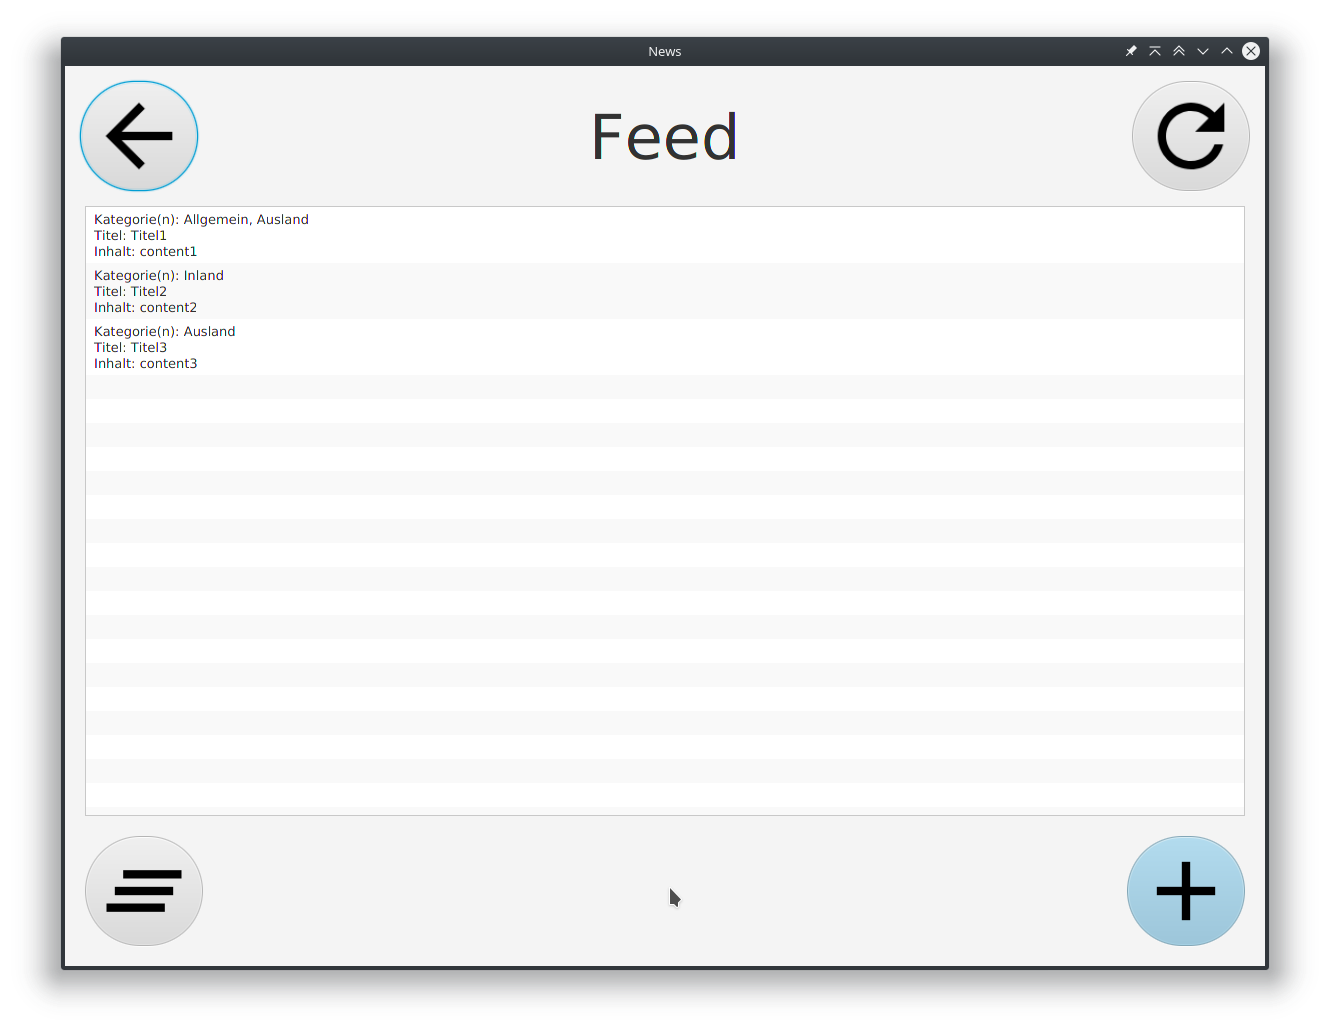 News
Feed
Kategorie(n): Allgemein, Ausland
Titel: Titel1
Inhalt: content1
Kategorie(n): Inland
Titel: Titel2
Inhalt: content2
Kategorie(n): Ausland
Titel: Titel3
Inhalt: content3